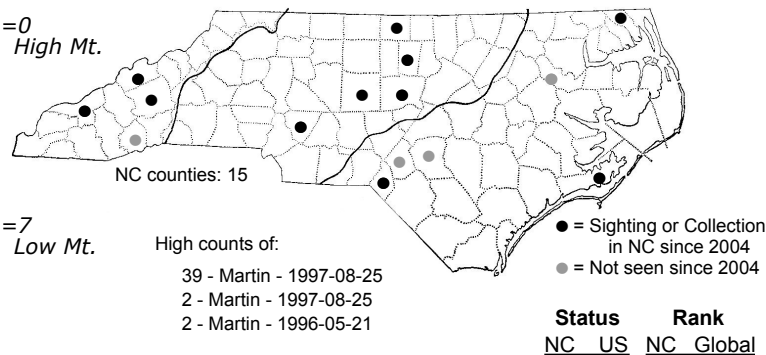 =0
High Mt.
NC counties: 15
=7
Low Mt.
High counts of:
39 - Martin - 1997-08-25
2 - Martin - 1997-08-25
2 - Martin - 1996-05-21
● = Sighting or Collection
in NC since 2004
● = Not seen since 2004
Status Rank
NC US NC Global